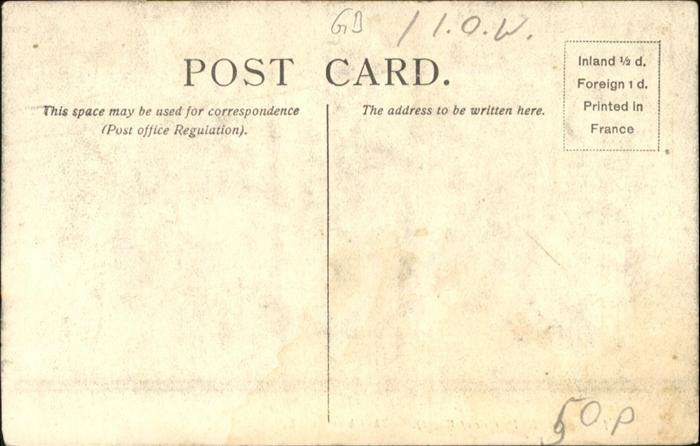 GB / I.O.W.
POST CARD.
This space may be used for correspondence
(Post office Regulation).
The address to be written here.
Inland ½ d.
Foreign 1 d.
Printed in
France
50p